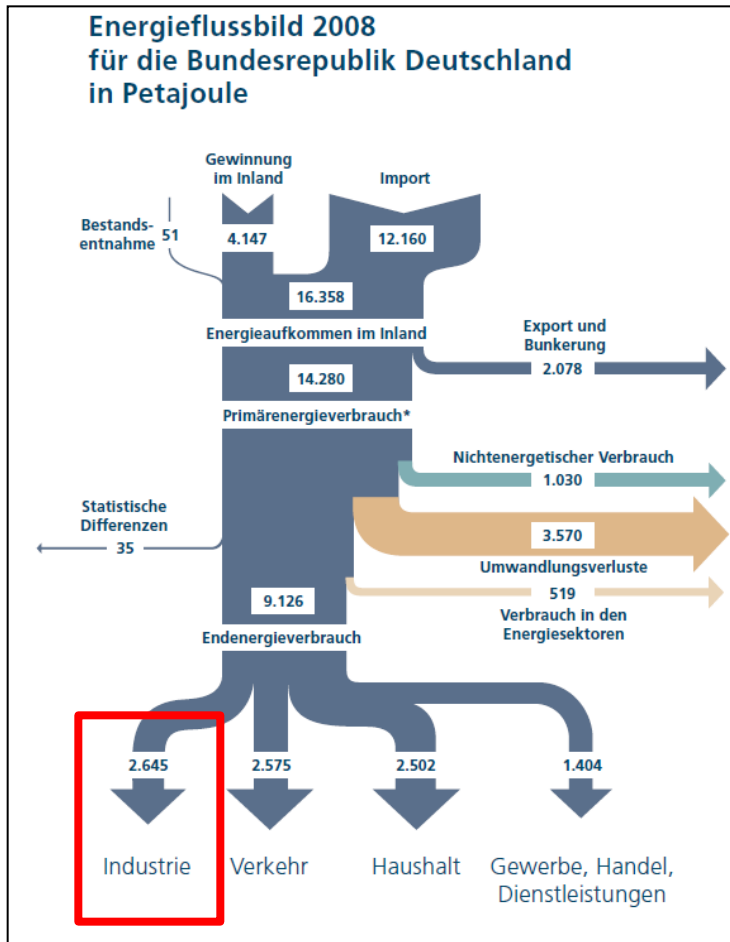 Energieflussbild 2008
für die Bundesrepublik Deutschland
in Petajoule
Gewinnung
im Inland
Import
Bestands-
entnahme
51
4.147
12.160
16.358
Energieaufkommen im Inland
Export und
Bunkerung
2.078
14.280
Primärenergieverbrauch*
Nichtenergetischer Verbrauch
1.030
Statistische
Differenzen
35
3.570
Umwandlungsverluste
519
Verbrauch in den
Energiesektoren
9.126
Endenergieverbrauch
2.645
2.575
2.502
1.404
Industrie
Verkehr
Haushalt
Gewerbe, Handel,
Dienstleistungen